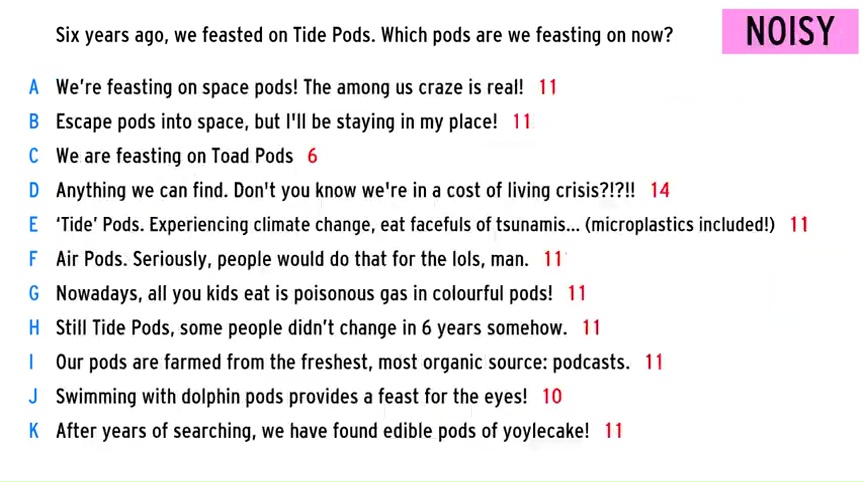 Six years ago, we feasted on Tide Pods. Which pods are we feasting on now?
NOISY
A We're feasting on space pods! The among us craze is real! 11
B Escape pods into space, but I'll be staying in my place! 11
C We are feasting on Toad Pods 6
D Anything we can find. Don't you know we're in a cost of living crisis?!?!! 14
E ‘Tide’ Pods. Experiencing climate change, eat facefuls of tsunamis... (microplastics included!) 11
F Air Pods. Seriously, people would do that for the lols, man. 11
G Nowadays, all you kids eat is poisonous gas in colourful pods! 11
H Still Tide Pods, some people didn’t change in 6 years somehow. 11
I Our pods are farmed from the freshest, most organic source: podcasts. 11
J Swimming with dolphin pods provides a feast for the eyes! 10
K After years of searching, we have found edible pods of yoylecake! 11